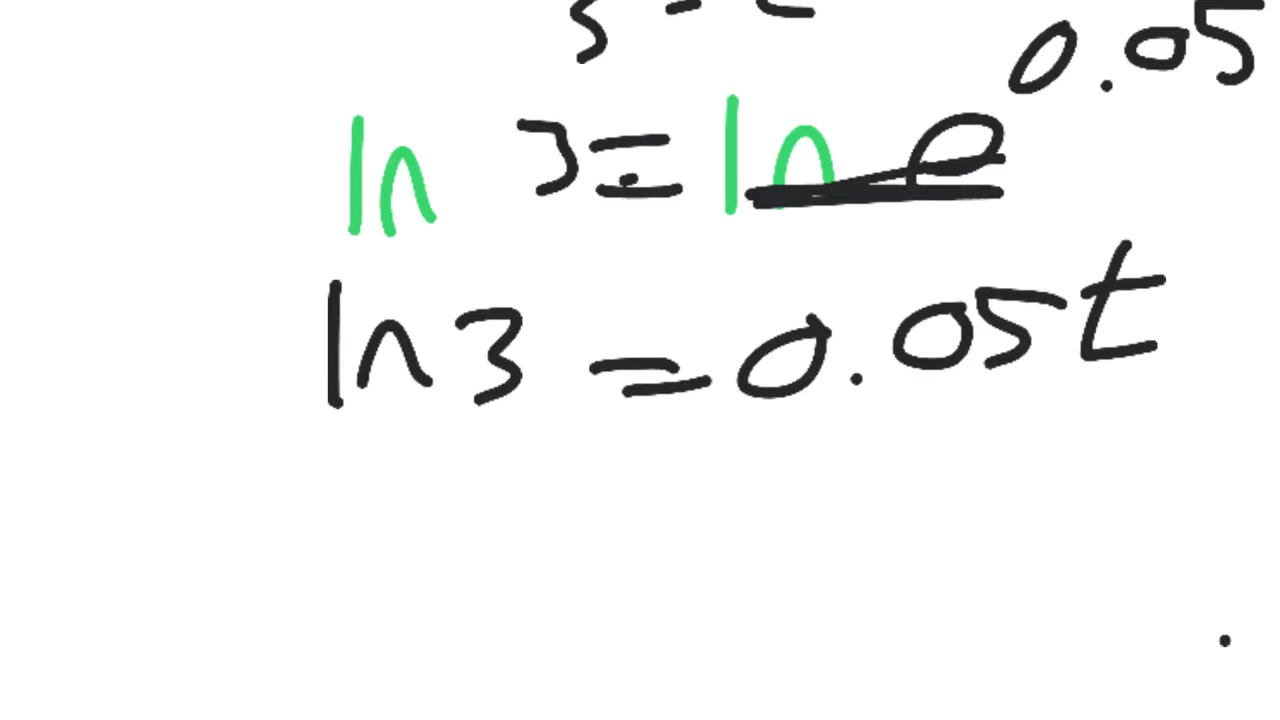 ln 3 = ln e^0.05
ln 3 = 0.05t